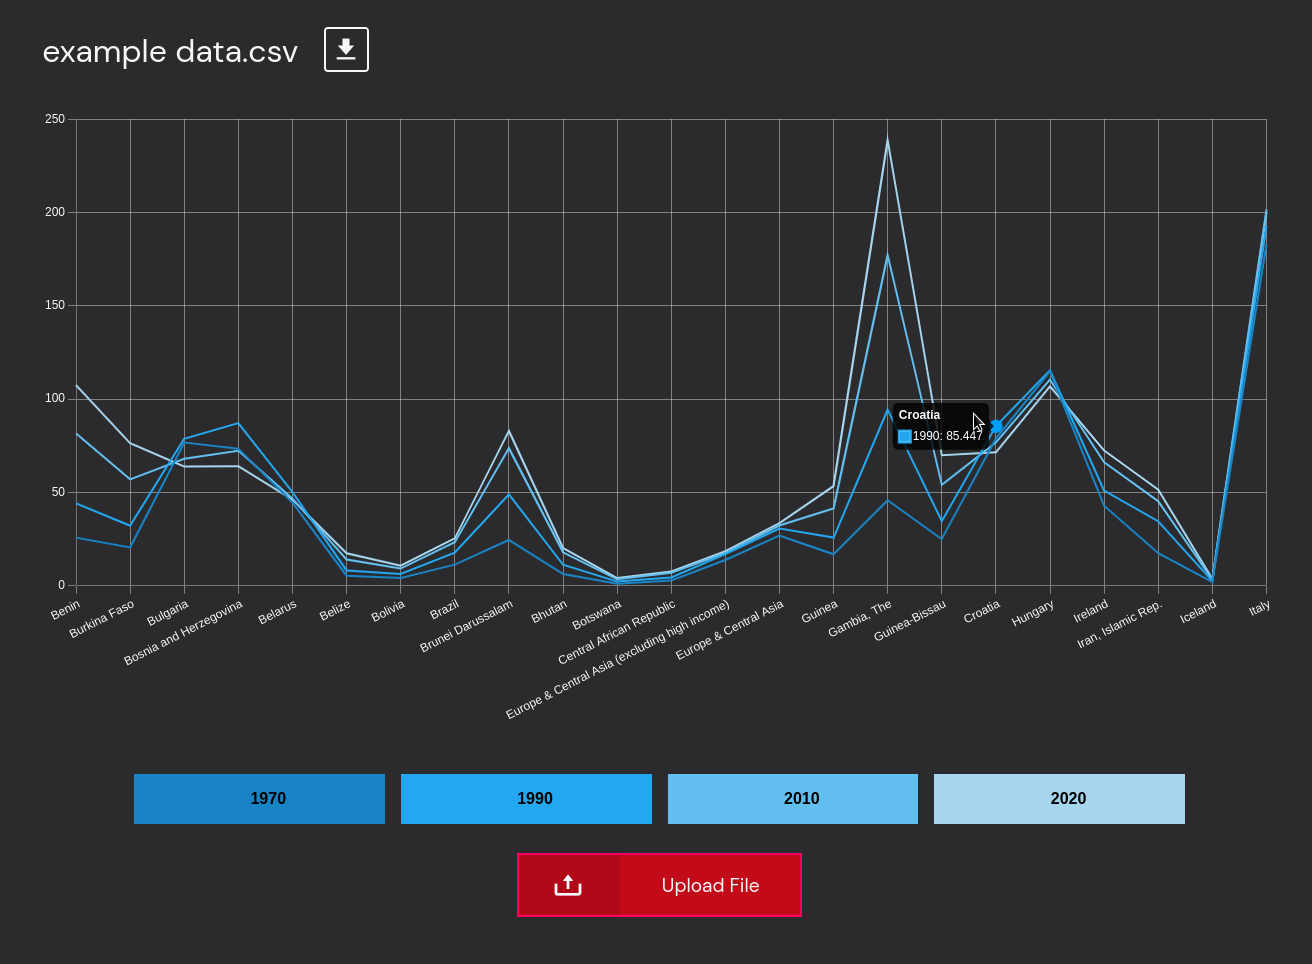 example data.csv
250
200
150
100
50
0
Croatia
1990: 85.447
Benin
Burkina Faso
Bulgaria
Bosnia and Herzegovina
Belarus
Belize
Bolivia
Brazil
Brunei Darussalam
Bhutan
Botswana
Central African Republic
Europe & Central Asia (excluding high income)
Europe & Central Asia
Guinea
Gambia, The
Guinea-Bissau
Croatia
Hungary
Ireland
Iran, Islamic Rep.
Iceland
Italy
1970
1990
2010
2020
Upload File